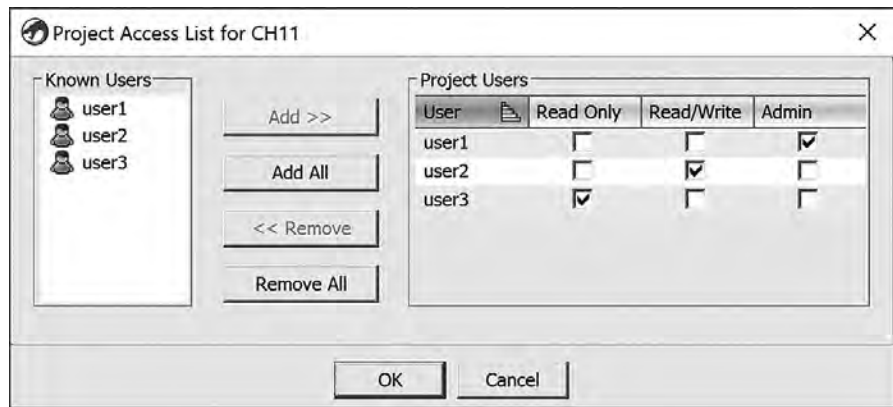 Project Access List for CH11
Known Users
user1
user2
user3
Add >>
Add All
<< Remove
Remove All
Project Users
User Read Only Read/Write Admin
user1
user2
user3
OK Cancel